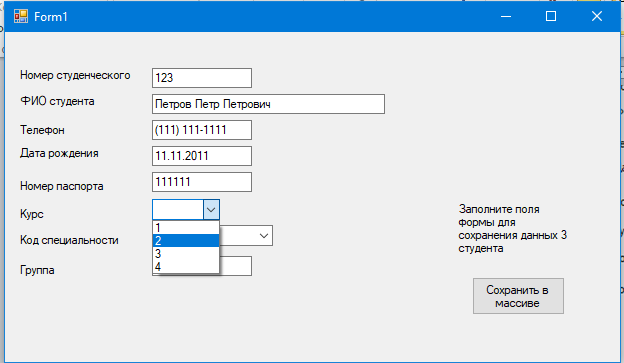 Form1
Номер студенческого
123
ФИО студента
Петров Петр Петрович
Телефон
(111) 111-1111
Дата рождения
11.11.2011
Номер паспорта
111111
Курс
1
2
3
4
Код специальности
Группа
Заполните поля
формы для
сохранения данных 3
студента
Сохранить в
массиве